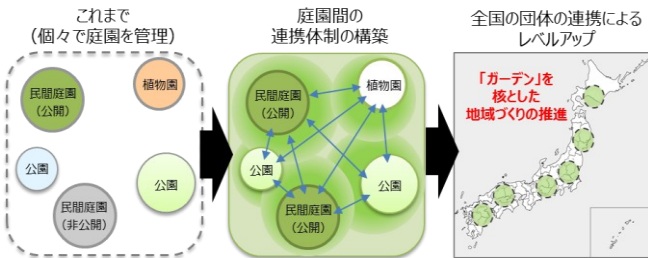 これまで
(個々で庭園を管理)
民間庭園
(公開)
植物園
公園
公園
民間庭園
(非公開)
庭園間の
連携体制の構築
民間庭園
(公開)
植物園
公園
公園
民間庭園
(公開)
全国の団体の連携による
レベルアップ
「ガーデン」を
核とした
地域づくりの推進